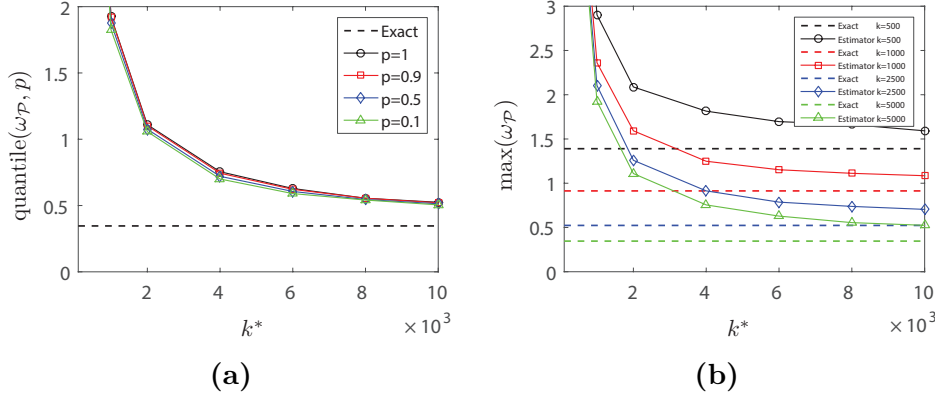 2
1.5
1
0.5
0
quantile(ω_P, p)
Exact
p=1
p=0.9
p=0.5
p=0.1
2
4
6
8
10
k*
× 10³
(a)
3
2.5
2
1.5
1
0.5
0
max(ω_P)
Exact k=500
Estimator k=500
Exact k=1000
Estimator k=1000
Exact k=2500
Estimator k=2500
Exact k=5000
Estimator k=5000
2
4
6
8
10
k*
× 10³
(b)